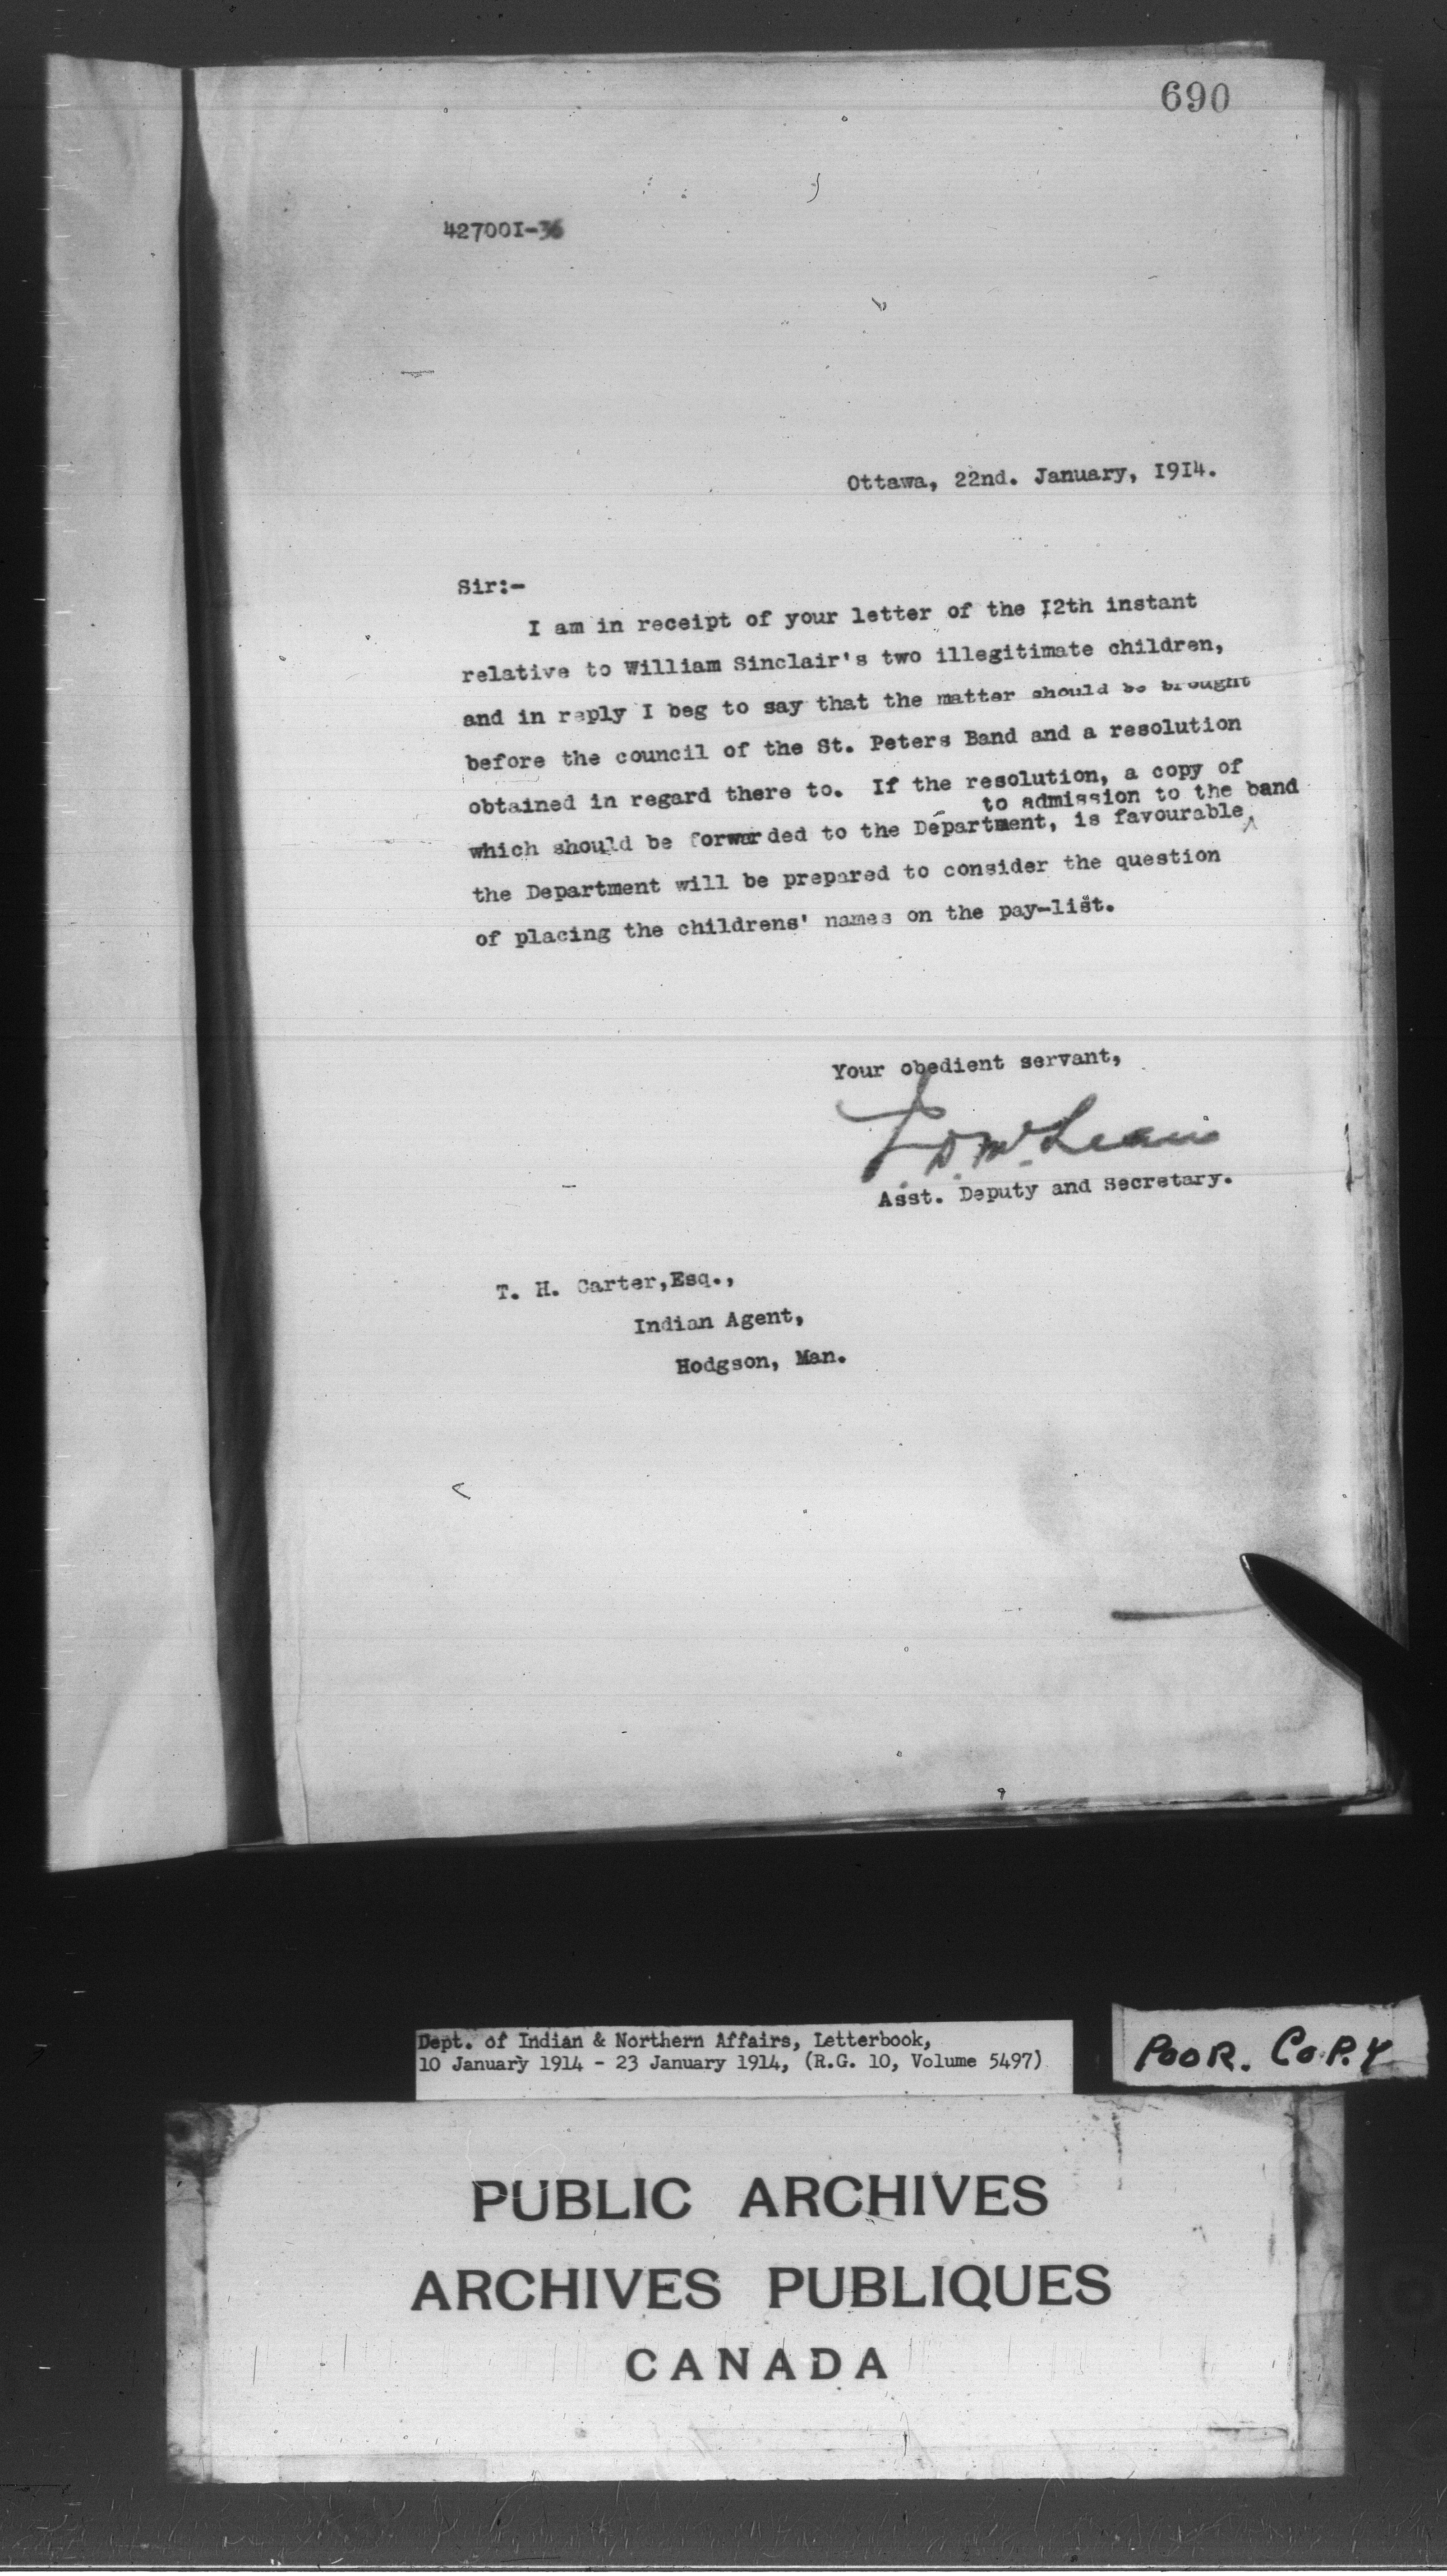 690
427001-36
Ottawa, 22nd. January, 1914.
Sir:-
I am in receipt of your letter of the 12th instant
relative to William Sinclair's two illegitimate children,
and in reply I beg to say that the matter should be brought
before the council of the St. Peters Band and a resolution
obtained in regard there to. If the resolution, a copy of
to admission to the band
which should be forwarded to the Department, is favourable^
the Department will be prepared to consider the question
of placing the childrens' names on the pay-list.
Your obedient servant,
J. D. McLean
Asst. Deputy and Secretary.
T. H. Carter,Esq.,
Indian Agent,
Hodgson, Man.
Dept. of Indian & Northern Affairs, Letterbook,
10 January 1914 - 23 January 1914, (R.G. 10, Volume 5497)
POOR. COPY
PUBLIC ARCHIVES
ARCHIVES PUBLIQUES
CANADA